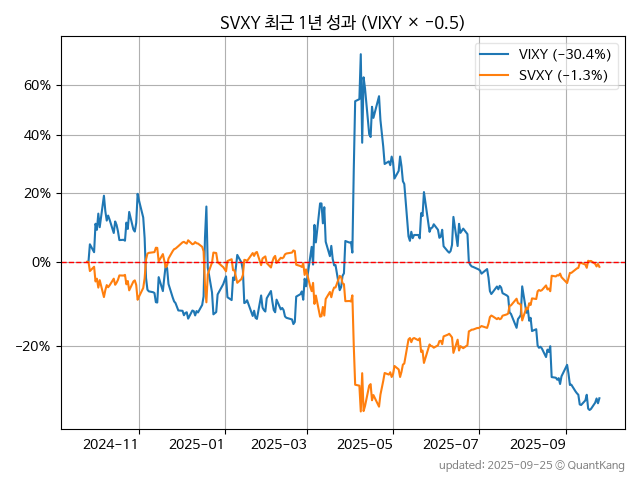 SVXY 최근 1년 성과 (VIXY × −0.5)
VIXY (−30.4%)
SVXY (−1.3%)
60%
40%
20%
0%
−20%
2024−11
2025−01
2025−03
2025−05
2025−07
2025−09
updated: 2025-09-25 © QuantKang